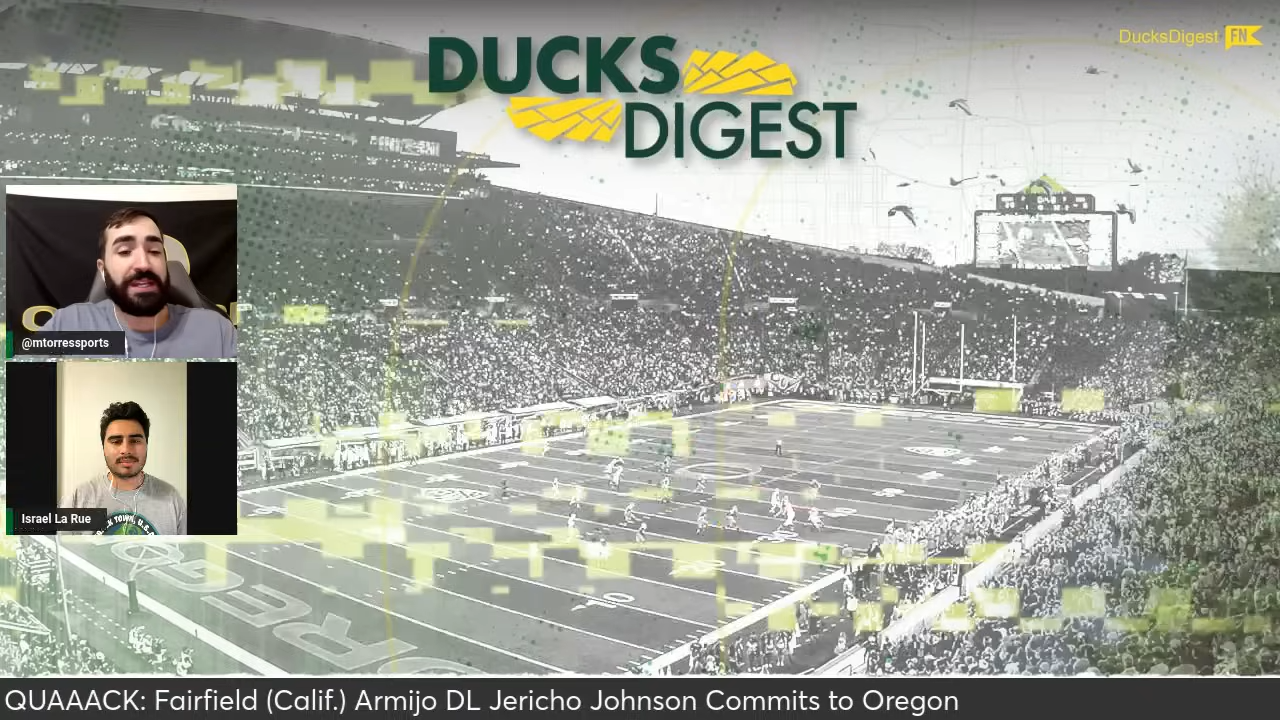 DUCKS
DIGEST
DucksDigest FN
@mtorressports
Israel La Rue
QUAAACK: Fairfield (Calif.) Armijo DL Jericho Johnson Commits to Oregon